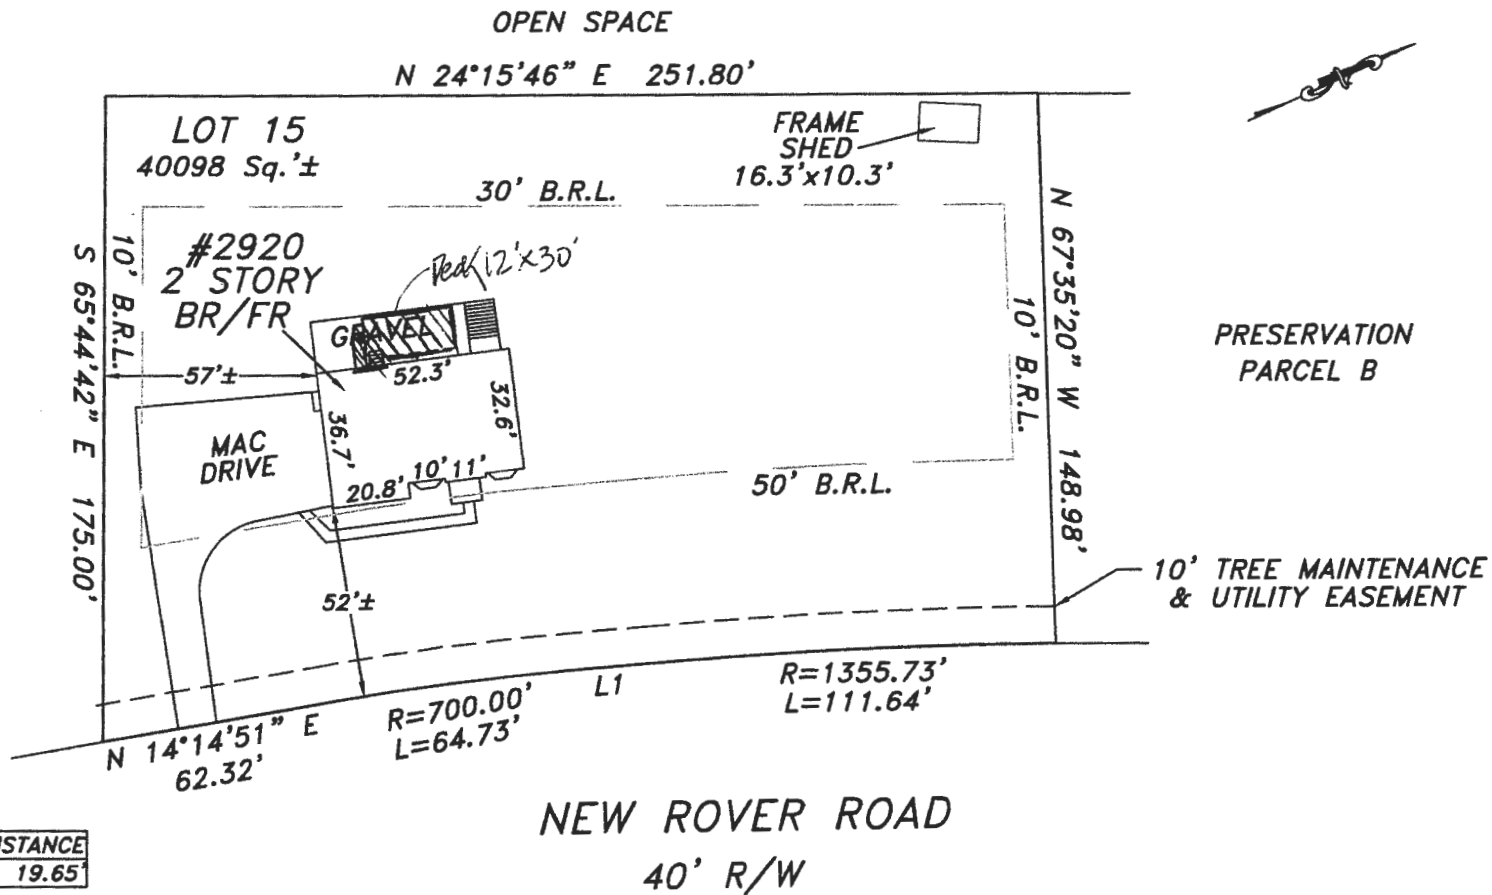 OPEN SPACE
N 24°15'46" E 251.80'
LOT 15
40098 Sq.'±
FRAME
SHED
16.3'x10.3'
30' B.R.L.
#2920
2 STORY
BR/FR
Deck 12'x30'
GRAVEL
10' B.R.L.
S 65°44'42" E 175.00'
57'±
52.3'
32.6'
36.7'
MAC
DRIVE
20.8'
10'
11'
50' B.R.L.
10' B.R.L.
N 67°35'20" W 148.98'
PRESERVATION
PARCEL B
10' TREE MAINTENANCE
& UTILITY EASEMENT
52'±
N 14°14'51" E
62.32'
R=700.00'
L=64.73'
L1
R=1355.73'
L=111.64'
NEW ROVER ROAD
40' R/W
STANCE
19.65'